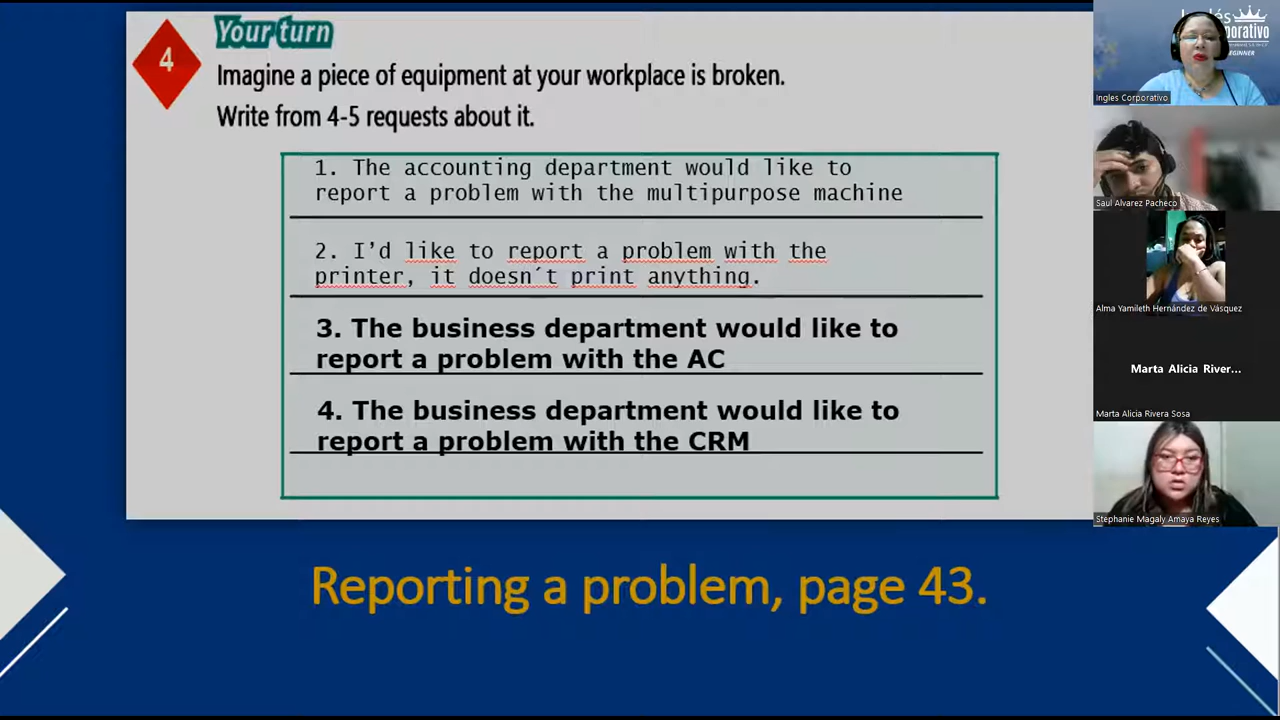 4
Your turn
Imagine a piece of equipment at your workplace is broken.
Write from 4-5 requests about it.
1. The accounting department would like to
report a problem with the multipurpose machine
2. I’d like to report a problem with the
printer, it doesn´t print anything.
3. The business department would like to
report a problem with the AC
4. The business department would like to
report a problem with the CRM
Reporting a problem, page 43.
Ingles Corporativo
Saul Alvarez Pacheco
Alma Yamileth Hernández de Vásquez
Marta Alicia River...
Marta Alicia Rivera Sosa
Stephanie Magaly Amaya Reyes